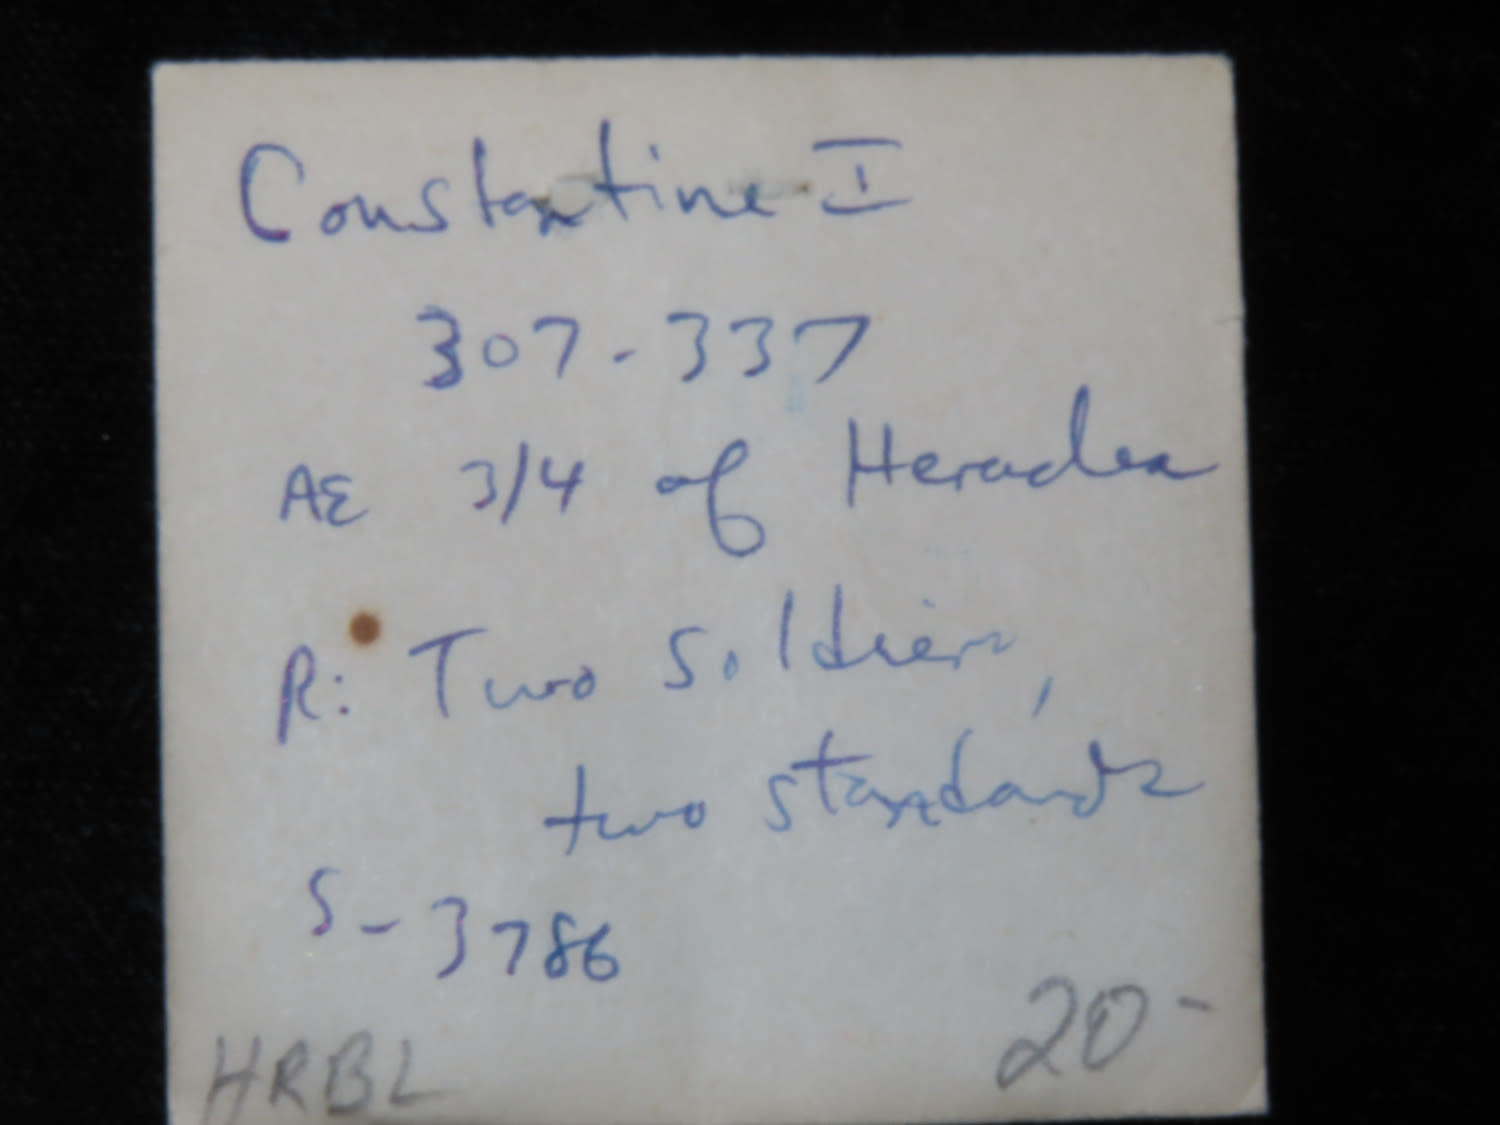 Constantine I
307-337
AE 3/4 of Heraclea
R: Two Soldiers,
two standards
S-3786
HRBL 20-